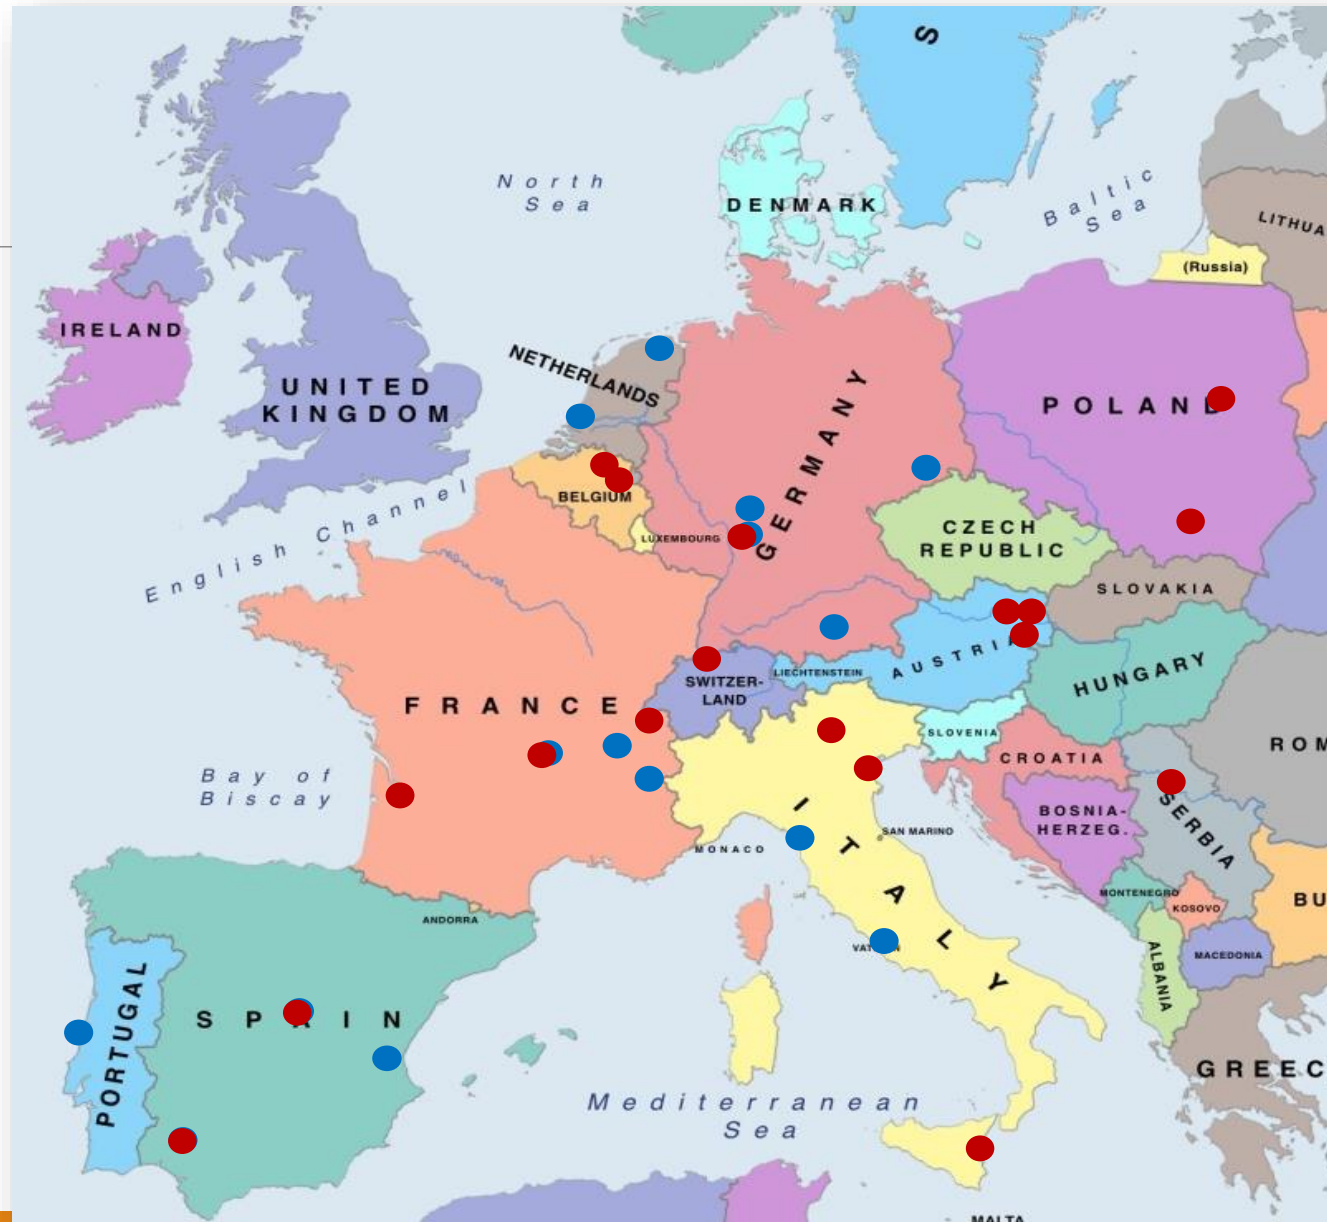 S
North
Sea
DENMARK
Baltic
Sea
LITHUA
(Russia)
IRELAND
UNITED
KINGDOM
NETHERLANDS
POLAND
GERMANY
BELGIUM
English Channel
LUXEMBOURG
CZECH
REPUBLIC
SLOVAKIA
AUSTRI
HUNGARY
SWITZER-
LAND
LIECHTENSTEIN
FRANCE
SLOVENIA
CROATIA
ROM
Bay of
Biscay
BOSNIA-
HERZEG.
SERBIA
ITALY
SAN MARINO
MONACO
MONTENEGRO
KOSOVO
BU
ANDORRA
MACEDONIA
ALBANIA
PORTUGAL
SPAIN
GREEC
Mediterranean
Sea
MALTA